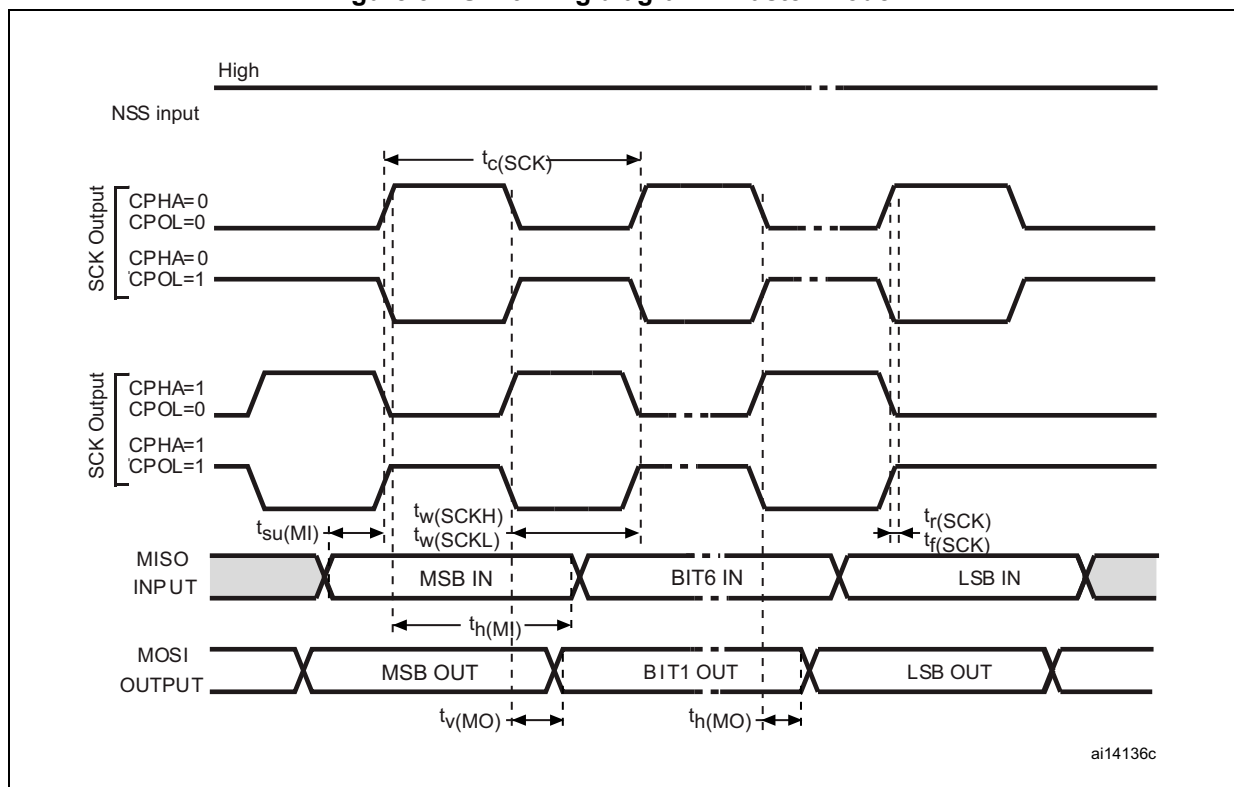 High
NSS input
tc(SCK)
SCK Output
CPHA=0
CPOL=0
CPHA=0
CPOL=1
SCK Output
CPHA=1
CPOL=0
CPHA=1
CPOL=1
tsu(MI)
tw(SCKH)
tw(SCKL)
tr(SCK)
tf(SCK)
MISO
INPUT
MSB IN
BIT6 IN
LSB IN
th(MI)
MOSI
OUTPUT
MSB OUT
BIT1 OUT
LSB OUT
tv(MO)
th(MO)
ai14136c